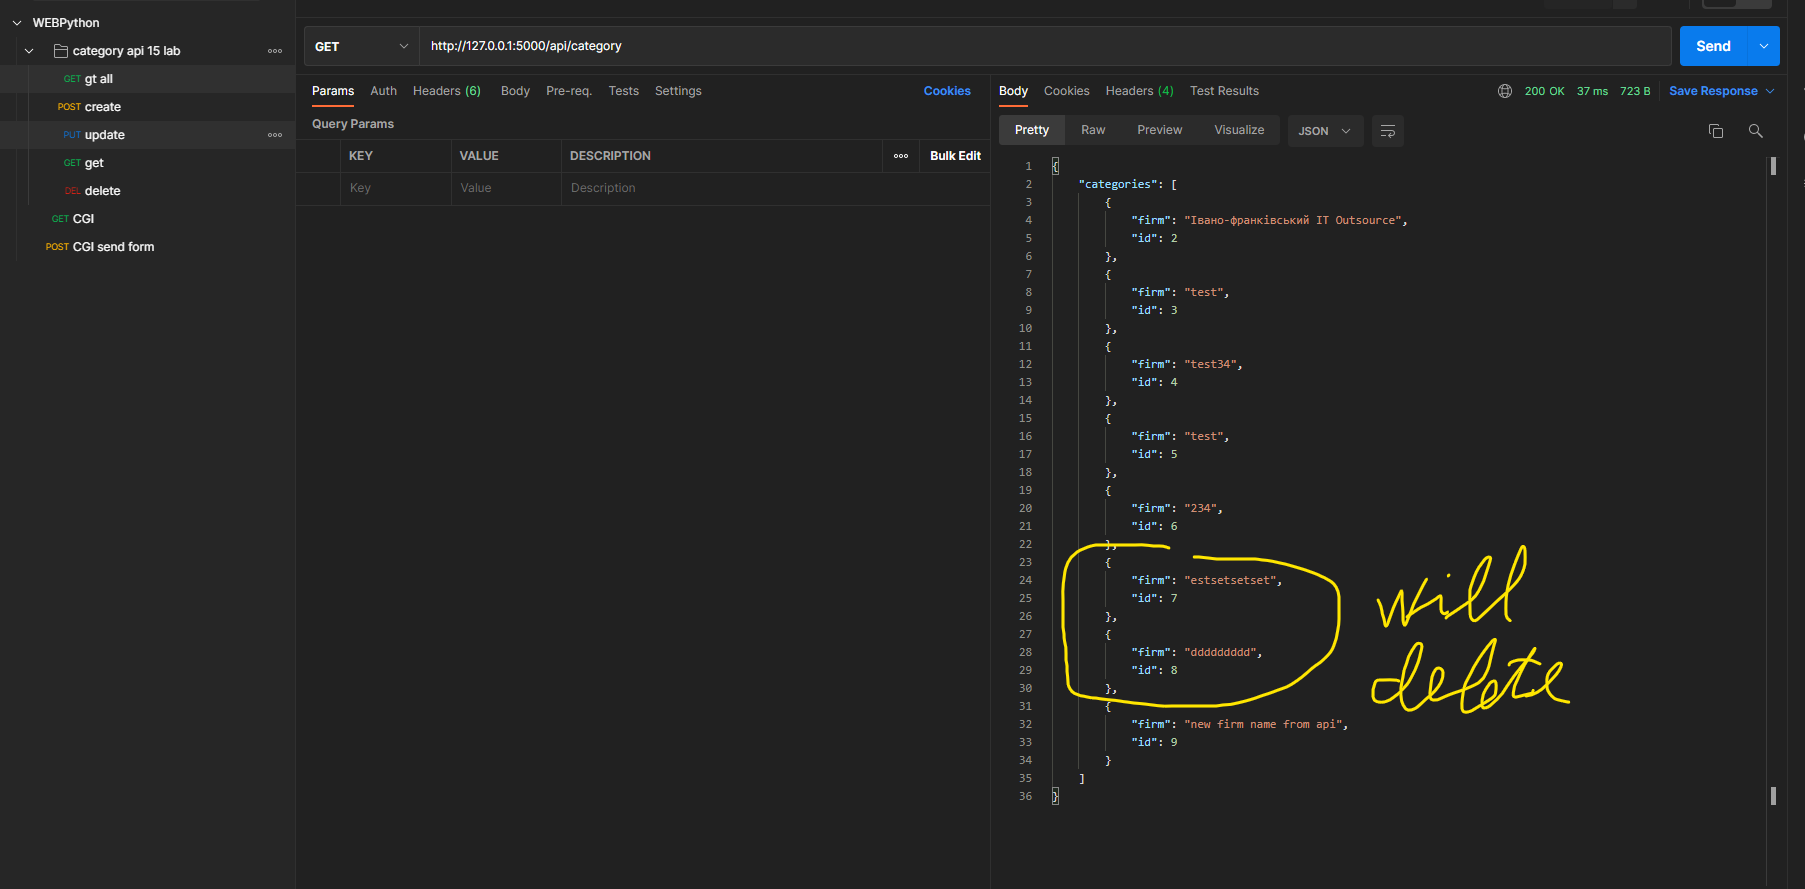 WEBPython
category api 15 lab
GET gt all
POST create
PUT update
GET get
DEL delete
GET CGI
POST CGI send form
GET http://127.0.0.1:5000/api/category Send
Params Auth Headers (6) Body Pre-req. Tests Settings Cookies
Query Params
KEY VALUE DESCRIPTION Bulk Edit
Key Value Description
Body Cookies Headers (4) Test Results 200 OK 37 ms 723 B Save Response
Pretty Raw Preview Visualize JSON
1 {
2 "categories": [
3 {
4 "firm": "Івано-франківський IT Outsource",
5 "id": 2
6 },
7 {
8 "firm": "test",
9 "id": 3
10 },
11 {
12 "firm": "test34",
13 "id": 4
14 },
15 {
16 "firm": "test",
17 "id": 5
18 },
19 {
20 "firm": "234",
21 "id": 6
22 },
23 {
24 "firm": "estsetsetset",
25 "id": 7
26 },
27 {
28 "firm": "ddddddddd",
29 "id": 8
30 },
31 {
32 "firm": "new firm name from api",
33 "id": 9
34 }
35 ]
36 }
will
delete